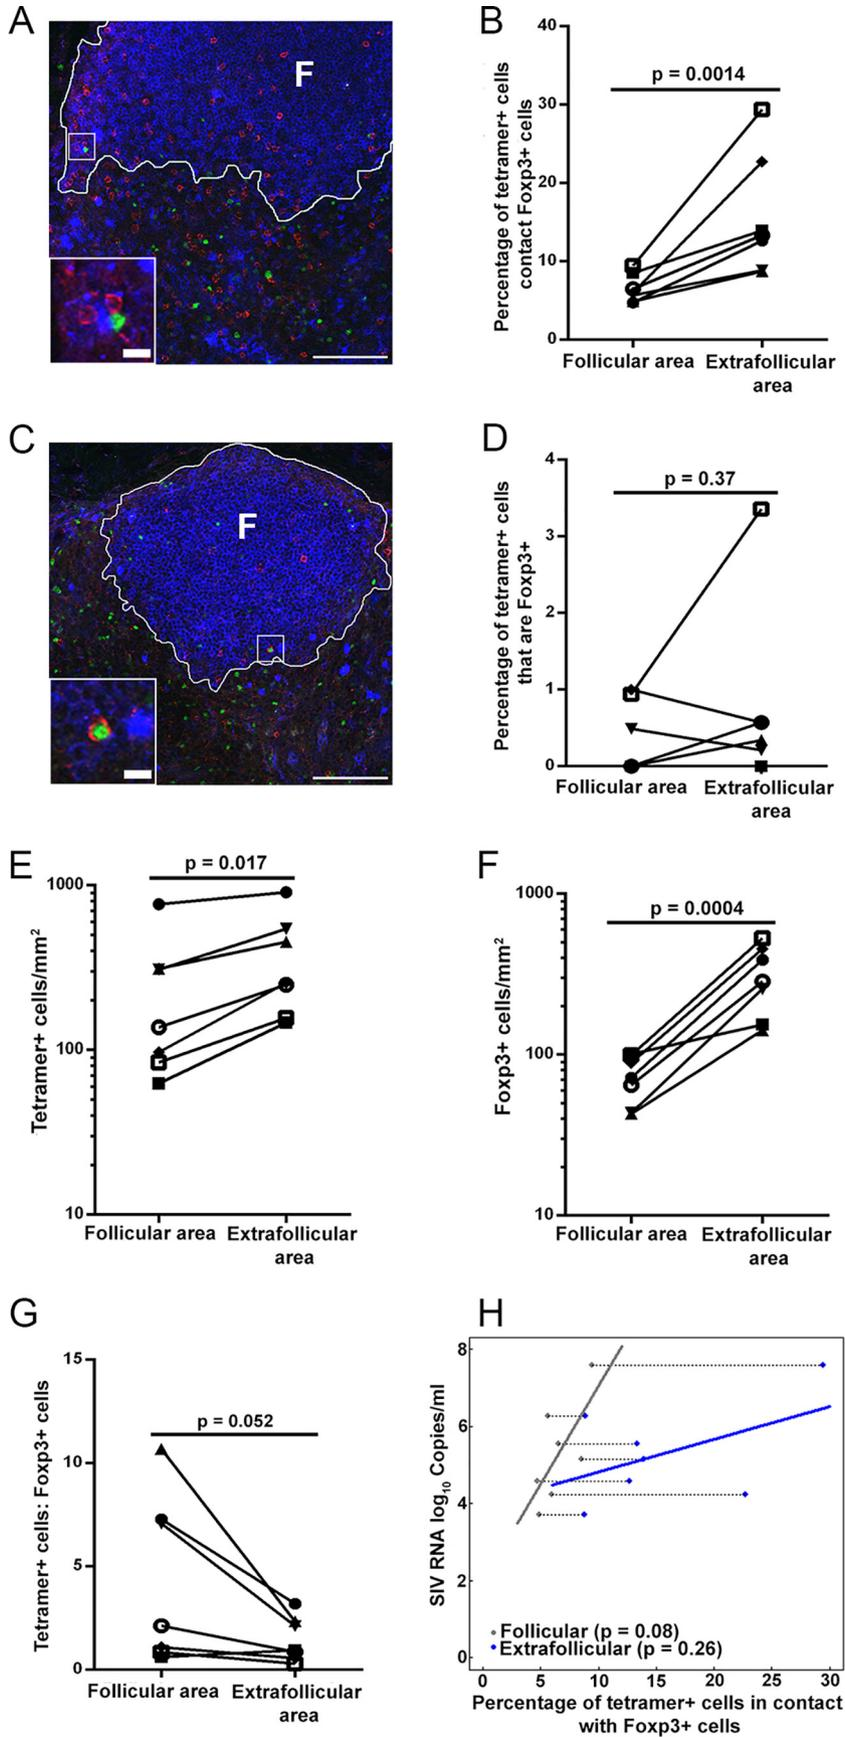 A
F
B
40
30
20
10
0
Percentage of tetramer+ cells
contact Foxp3+ cells
p = 0.0014
Follicular area
Extrafollicular
area
C
F
D
4
3
2
1
0
Percentage of tetramer+ cells
that are Foxp3+
p = 0.37
Follicular area
Extrafollicular
area
E
1000
100
10
Tetramer+ cells/mm²
p = 0.017
Follicular area
Extrafollicular
area
F
1000
100
10
Foxp3+ cells/mm²
p = 0.0004
Follicular area
Extrafollicular
area
G
15
10
5
0
Tetramer+ cells: Foxp3+ cells
p = 0.052
Follicular area
Extrafollicular
area
H
8
6
4
2
0
SIV RNA log₁₀ Copies/ml
Follicular (p = 0.08)
Extrafollicular (p = 0.26)
0 5 10 15 20 25 30
Percentage of tetramer+ cells in contact
with Foxp3+ cells